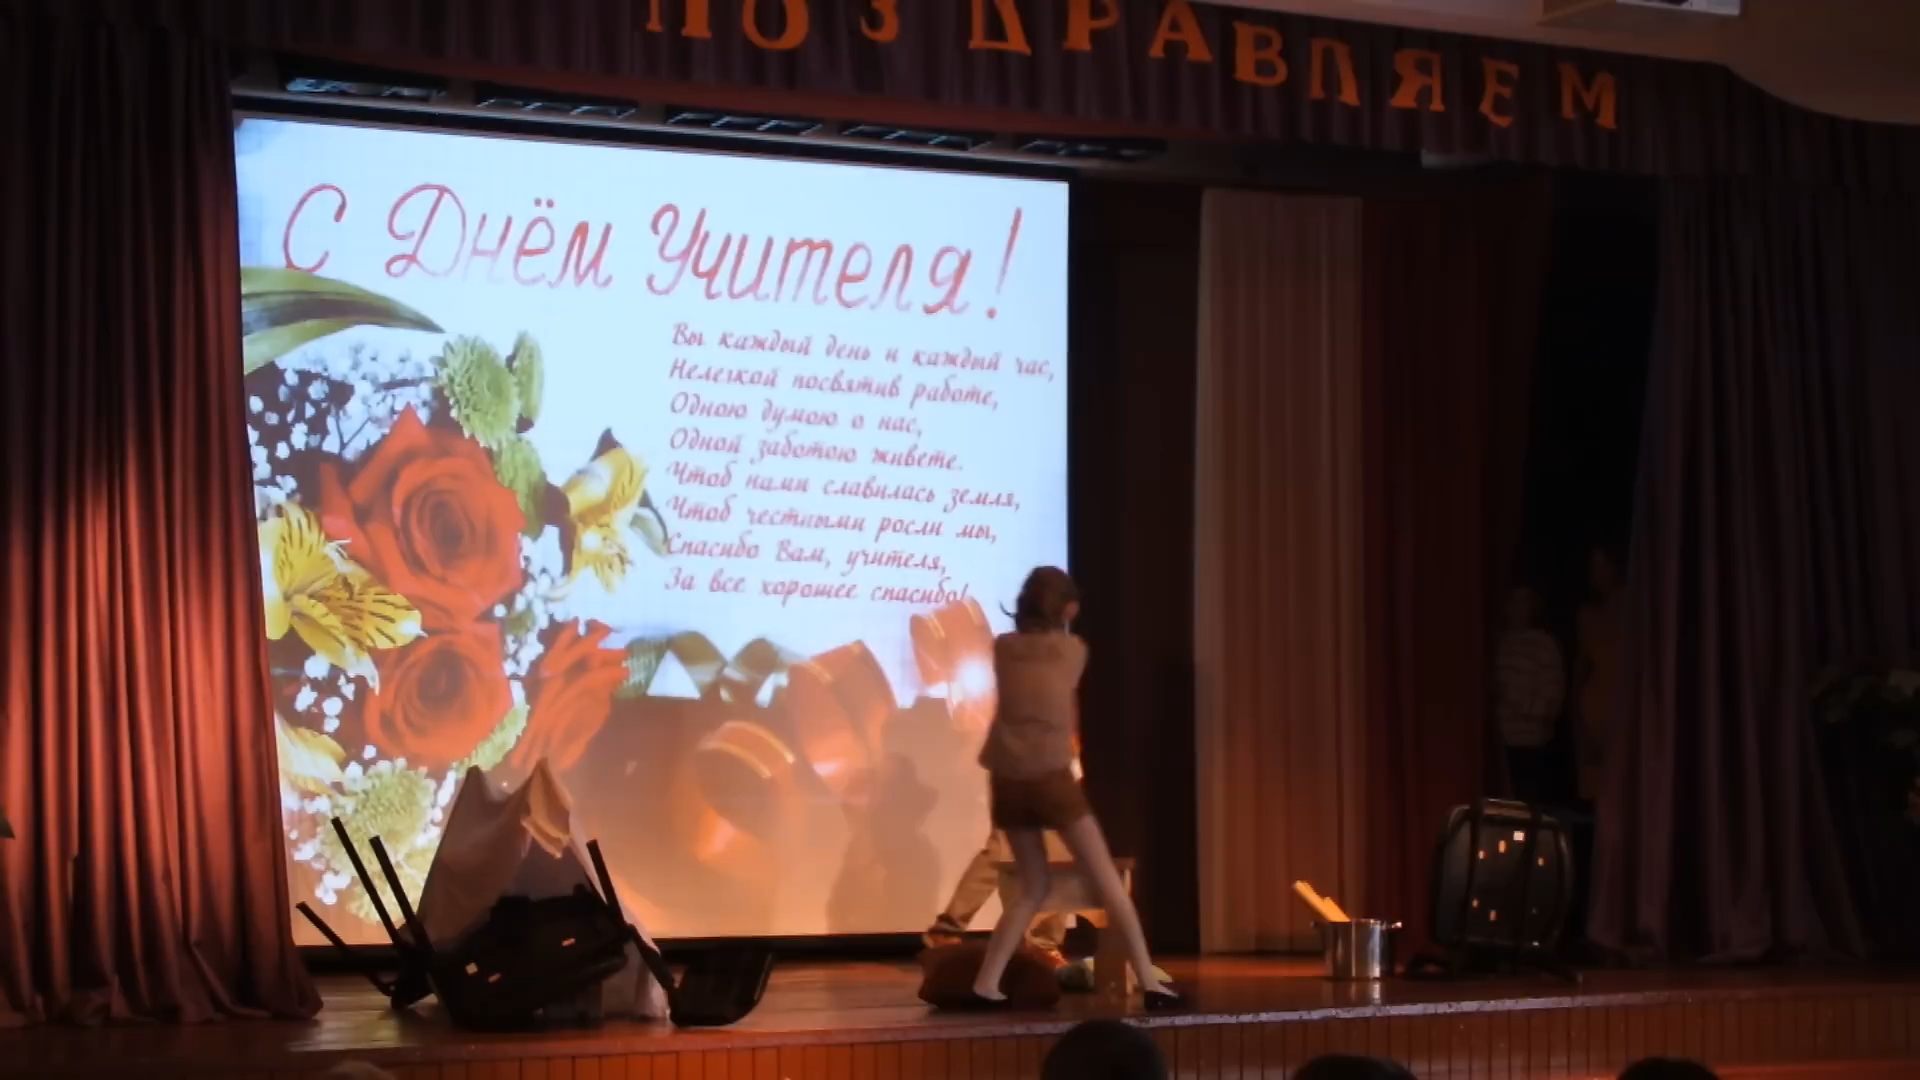 ПОЗДРАВЛЯЕМ
С Днём Учителя!
Вы каждый день и каждый час,
Нелегкой посвятив работе,
Одною думою о нас,
Одной заботою живете.
Чтоб нами славилась земля,
Чтоб честными росли мы,
Спасибо Вам, учителя,
За все хорошее спасибо!